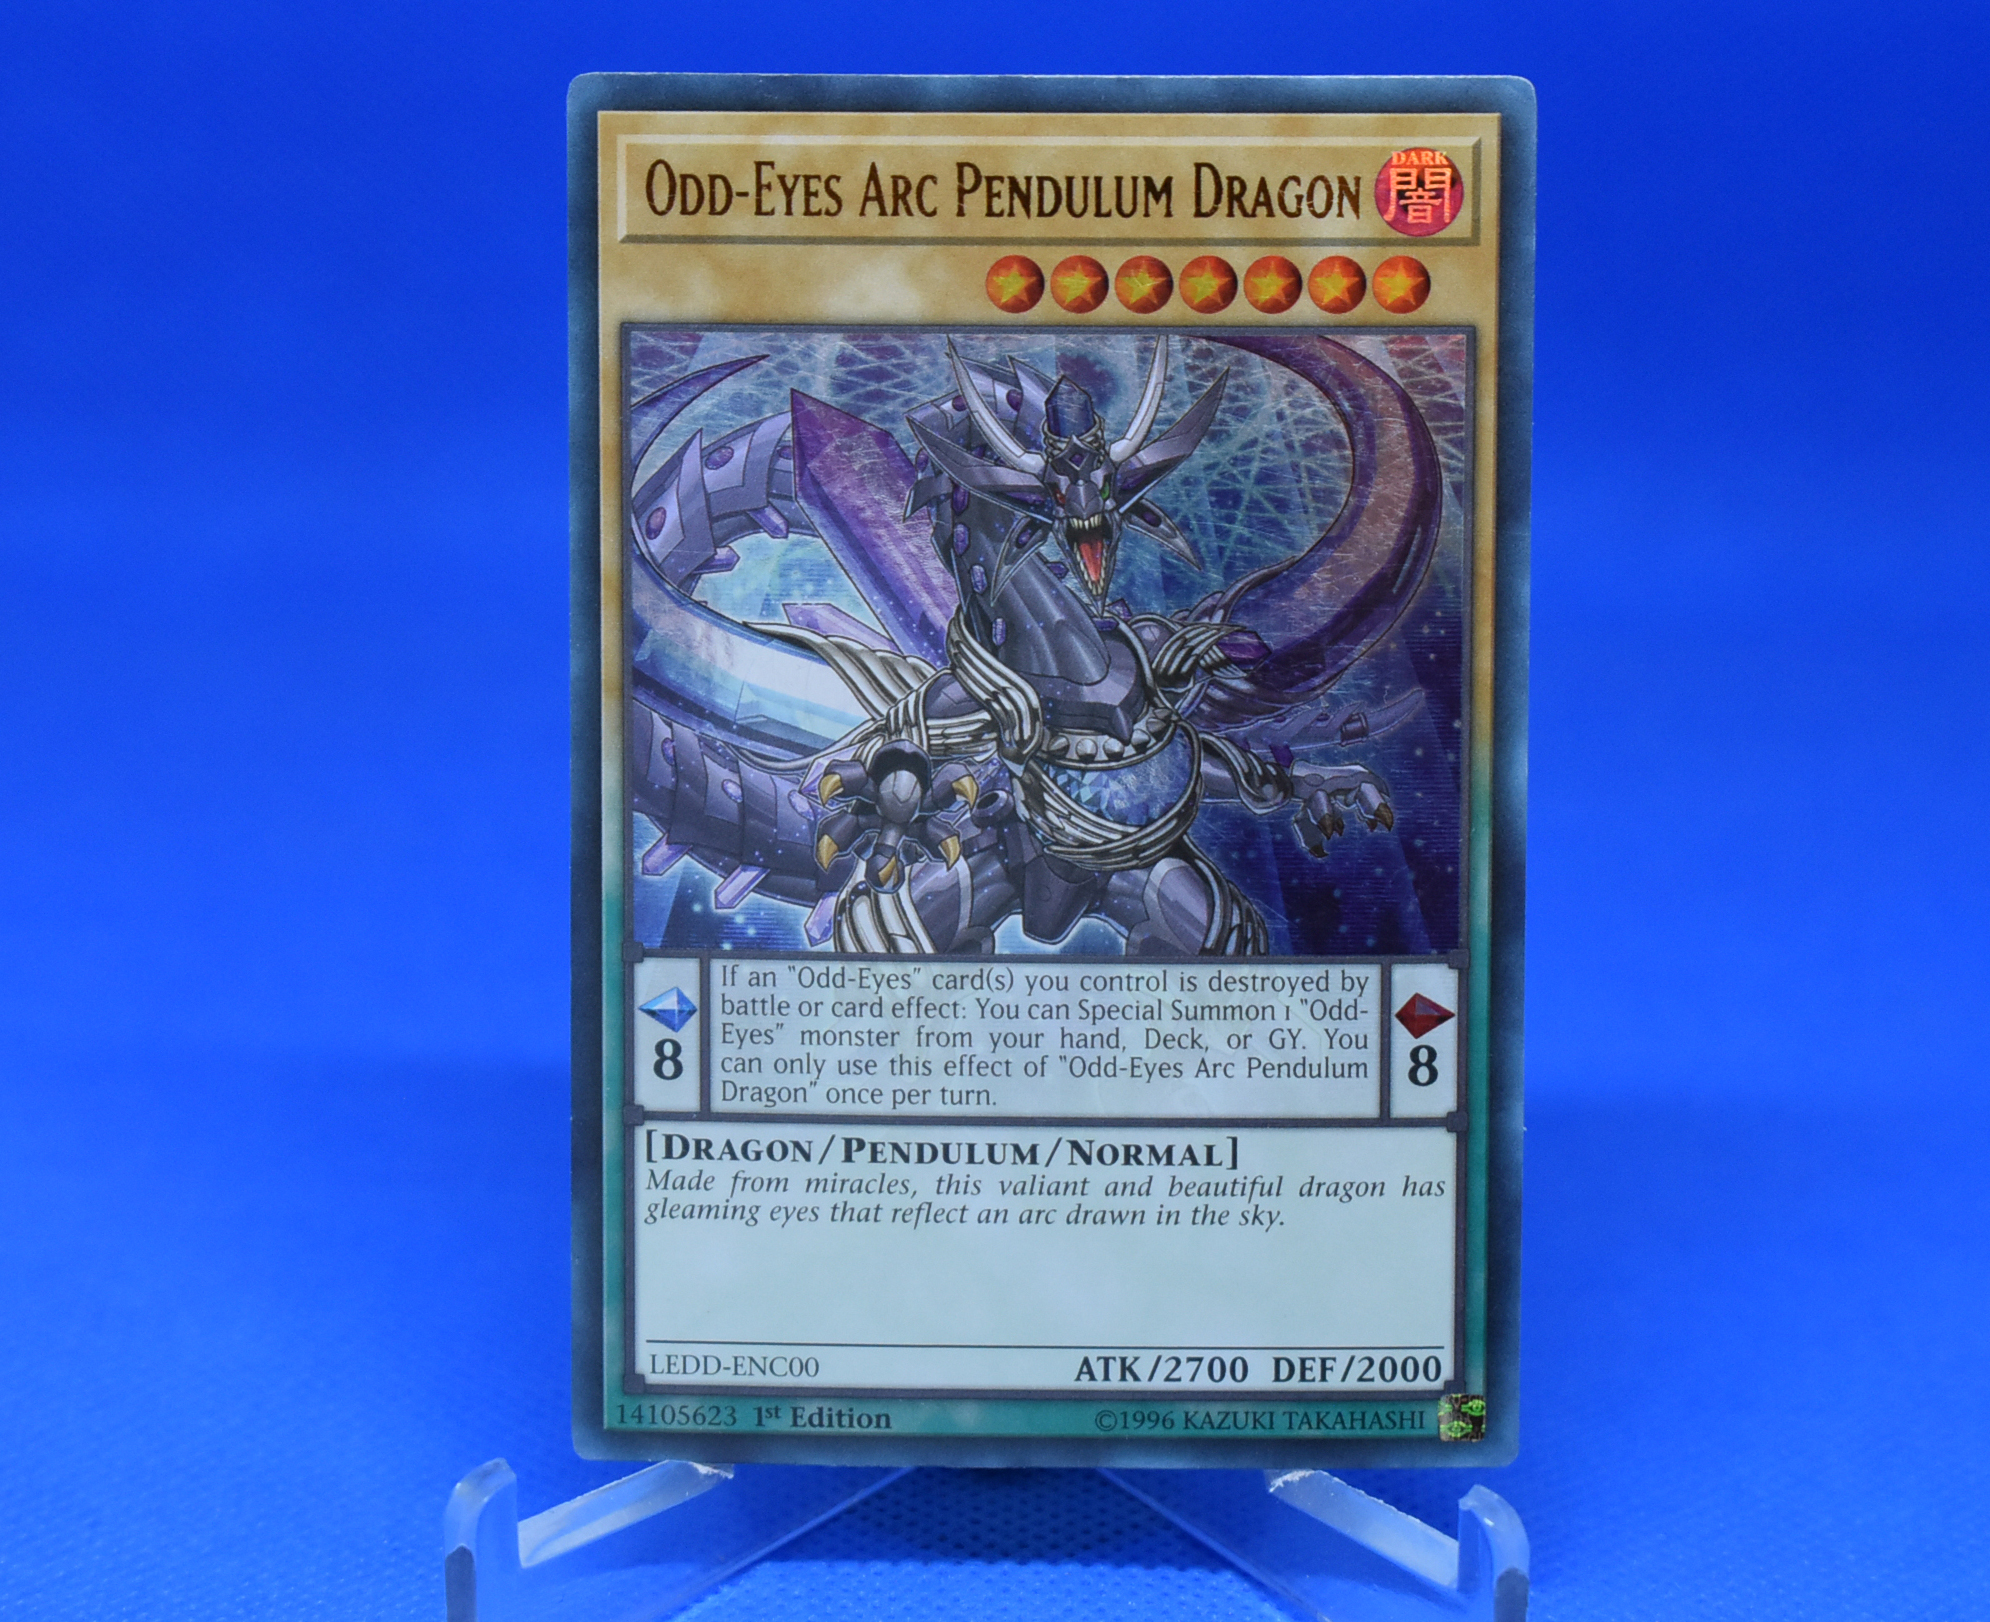 Odd-Eyes Arc Pendulum Dragon
DARK
闇
If an "Odd-Eyes" card(s) you control is destroyed by
battle or card effect: You can Special Summon 1 "Odd-
Eyes" monster from your hand, Deck, or GY. You
can only use this effect of "Odd-Eyes Arc Pendulum
Dragon" once per turn.
8
8
[Dragon/Pendulum/Normal]
Made from miracles, this valiant and beautiful dragon has
gleaming eyes that reflect an arc drawn in the sky.
LEDD-ENC00
ATK/2700 DEF/2000
14105623 1st Edition
©1996 KAZUKI TAKAHASHI